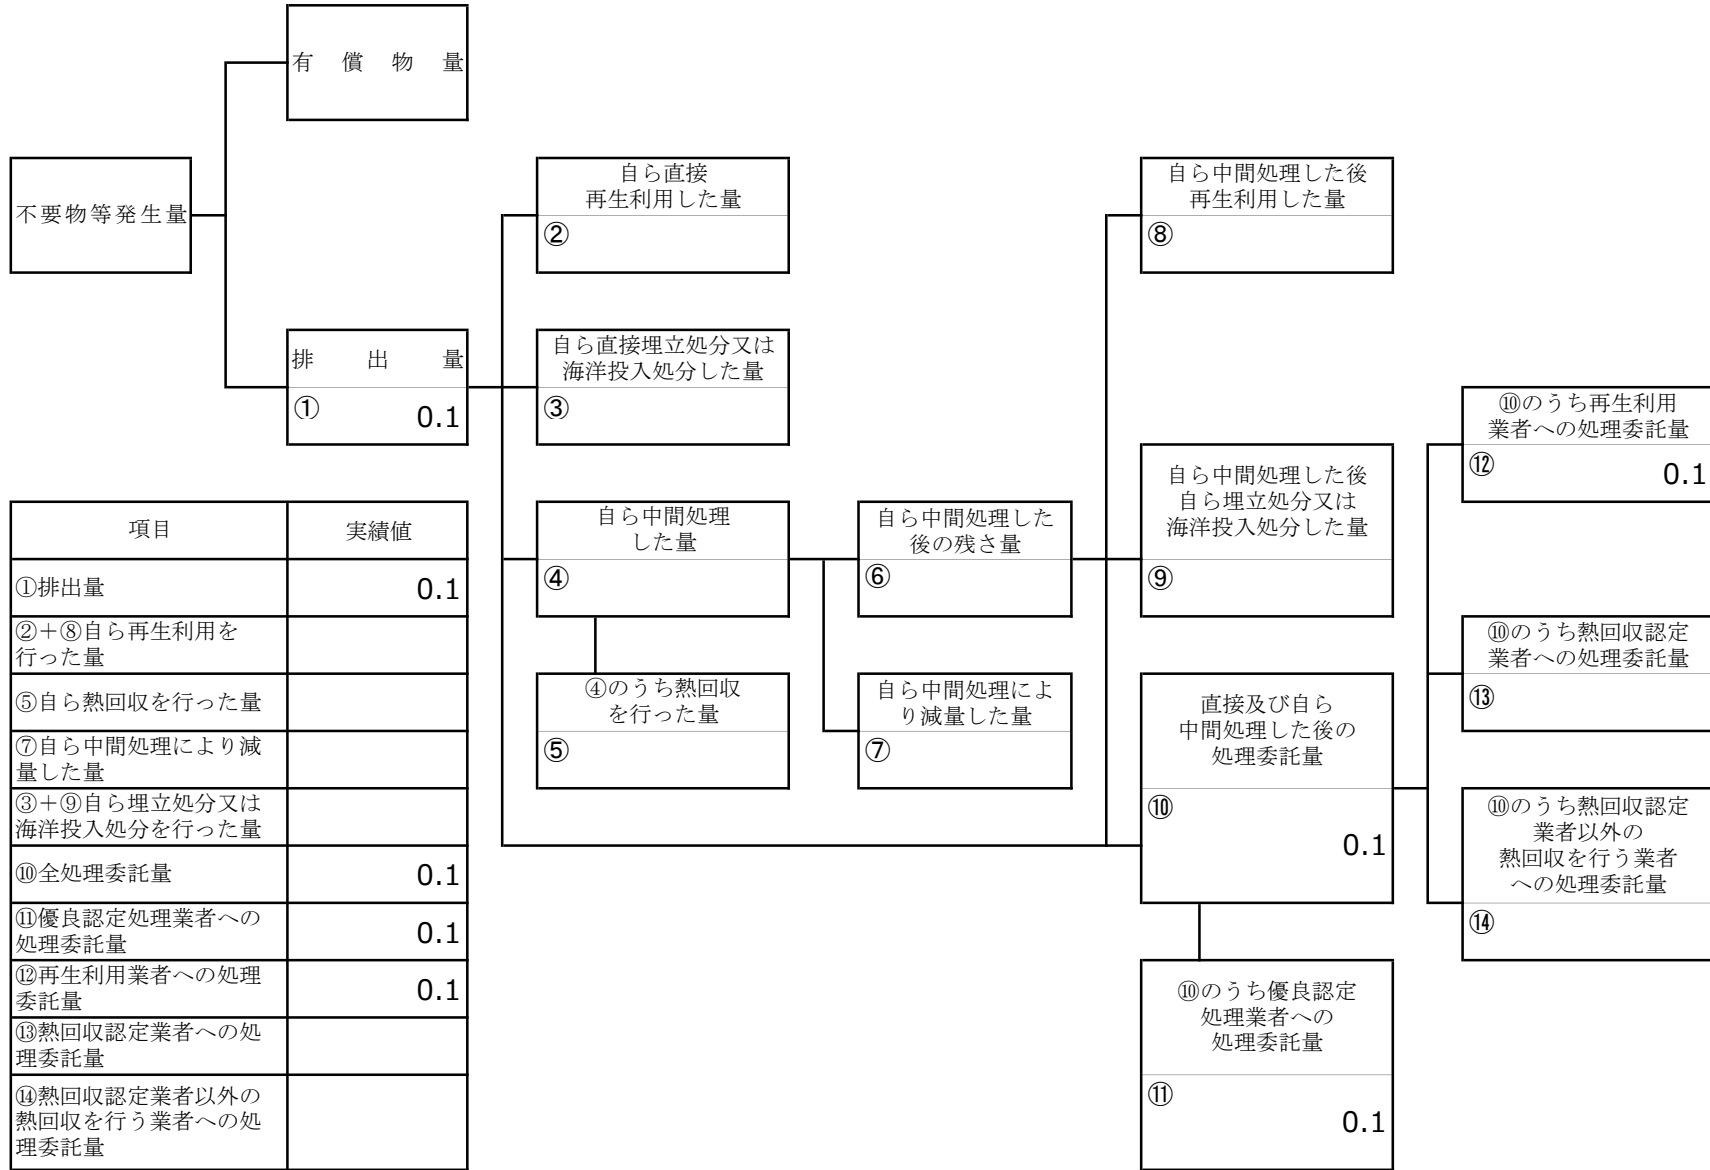 有償物量
不要物等発生量
排出量
① 0.1
自ら直接
再生利用した量
②
自ら直接埋立処分又は
海洋投入処分した量
③
自ら中間処理
した量
④
④のうち熱回収
を行った量
⑤
自ら中間処理した
後の残さ量
⑥
自ら中間処理によ
り減量した量
⑦
自ら中間処理した後
再生利用した量
⑧
自ら中間処理した後
自ら埋立処分又は
海洋投入処分した量
⑨
直接及び自ら
中間処理した後の
処理委託量
⑩
0.1
⑩のうち優良認定
処理業者への
処理委託量
⑪
0.1
⑩のうち再生利用
業者への処理委託量
⑫
0.1
⑩のうち熱回収認定
業者への処理委託量
⑬
⑩のうち熱回収認定
業者以外の
熱回収を行う業者
への処理委託量
⑭
項目 実績値
①排出量 0.1
②＋⑧自ら再生利用を
行った量
⑤自ら熱回収を行った量
⑦自ら中間処理により減
量した量
③＋⑨自ら埋立処分又は
海洋投入処分を行った量
⑩全処理委託量 0.1
⑪優良認定処理業者への
処理委託量 0.1
⑫再生利用業者への処理
委託量 0.1
⑬熱回収認定業者への処
理委託量
⑭熱回収認定業者以外の
熱回収を行う業者への処
理委託量